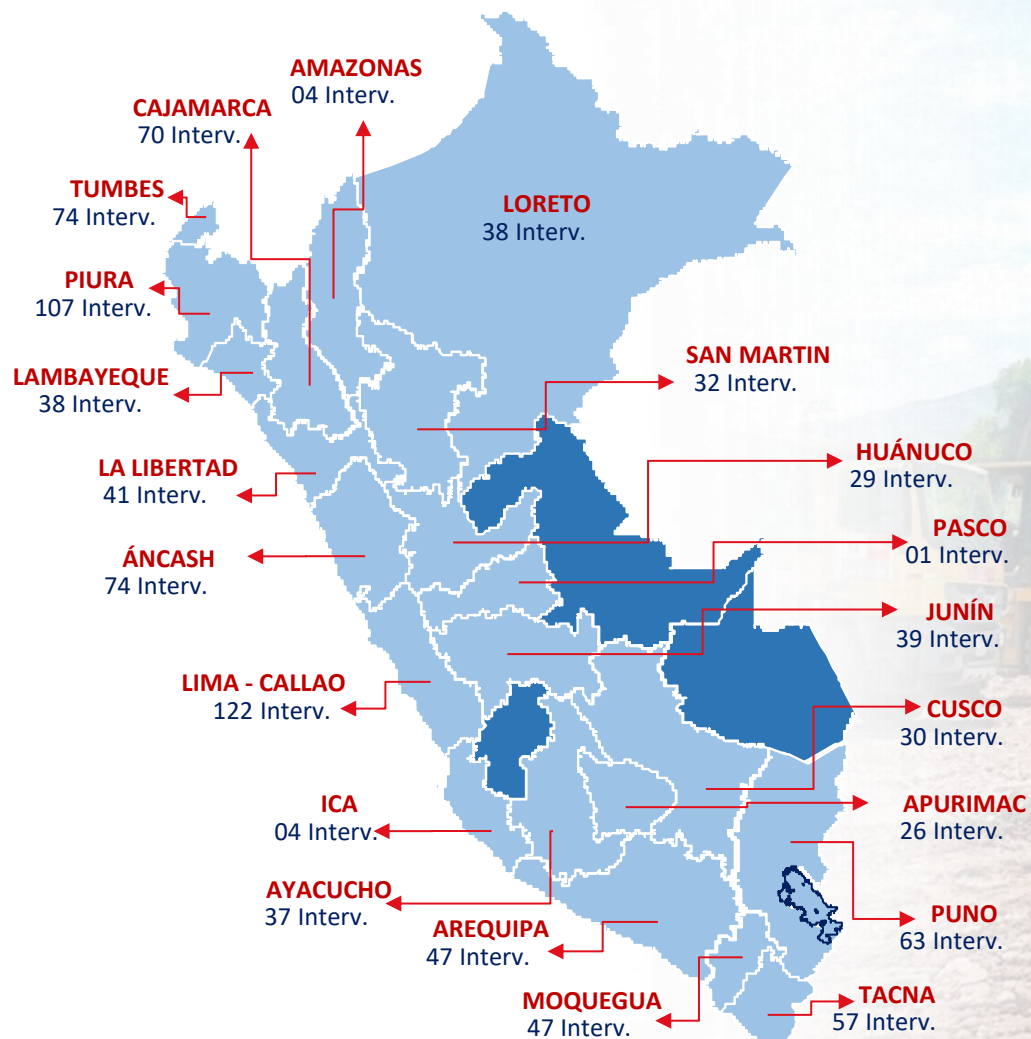 AMAZONAS
04 Interv.
CAJAMARCA
70 Interv.
TUMBES
74 Interv.
LORETO
38 Interv.
PIURA
107 Interv.
SAN MARTIN
32 Interv.
LAMBAYEQUE
38 Interv.
HUÁNUCO
29 Interv.
LA LIBERTAD
41 Interv.
PASCO
01 Interv.
ÁNCASH
74 Interv.
JUNÍN
39 Interv.
LIMA - CALLAO
122 Interv.
CUSCO
30 Interv.
ICA
04 Interv.
APURIMAC
26 Interv.
AYACUCHO
37 Interv.
AREQUIPA
47 Interv.
PUNO
63 Interv.
MOQUEGUA
47 Interv.
TACNA
57 Interv.